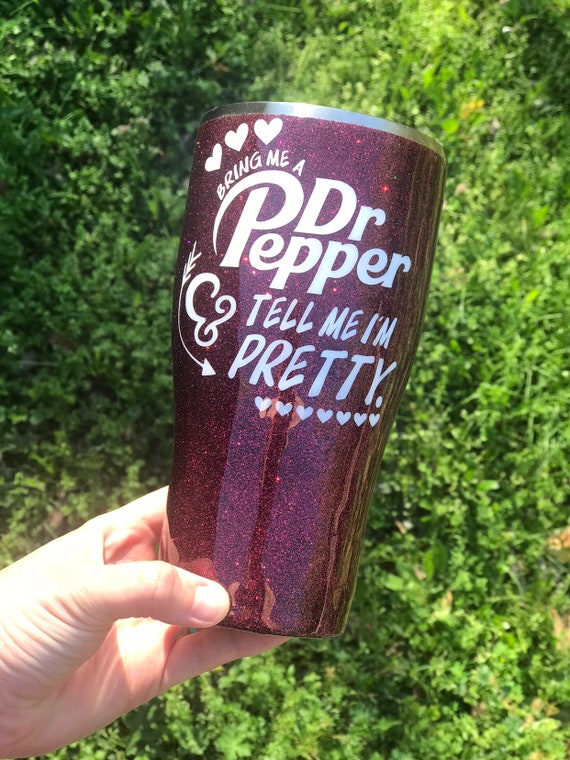 BRING ME A
Dr
Pepper
& TELL ME I'M
PRETTY.